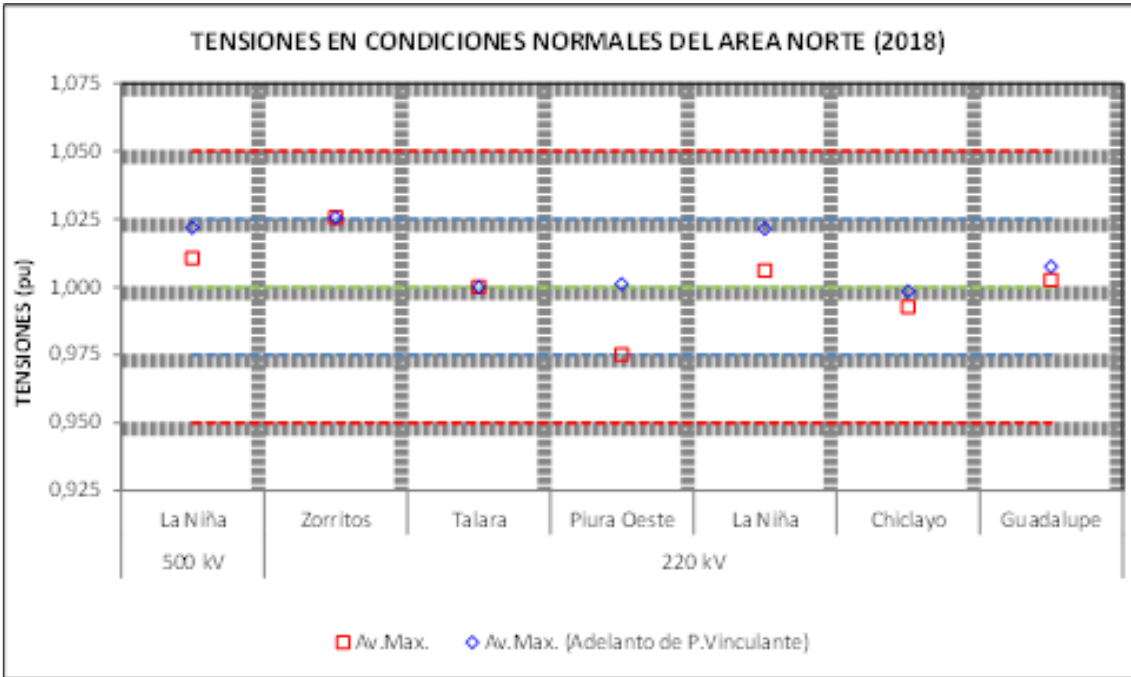 TENSIONES EN CONDICIONES NORMALES DEL AREA NORTE (2018)
TENSIONES (pu)
1,075
1,050
1,025
1,000
0,975
0,950
0,925
La Niña Zorritos Talara Piura Oeste La Niña Chiclayo Guadalupe
500 kV 220 kV
Av.Max. Av.Max. (Adelanto de P.Vinculante)